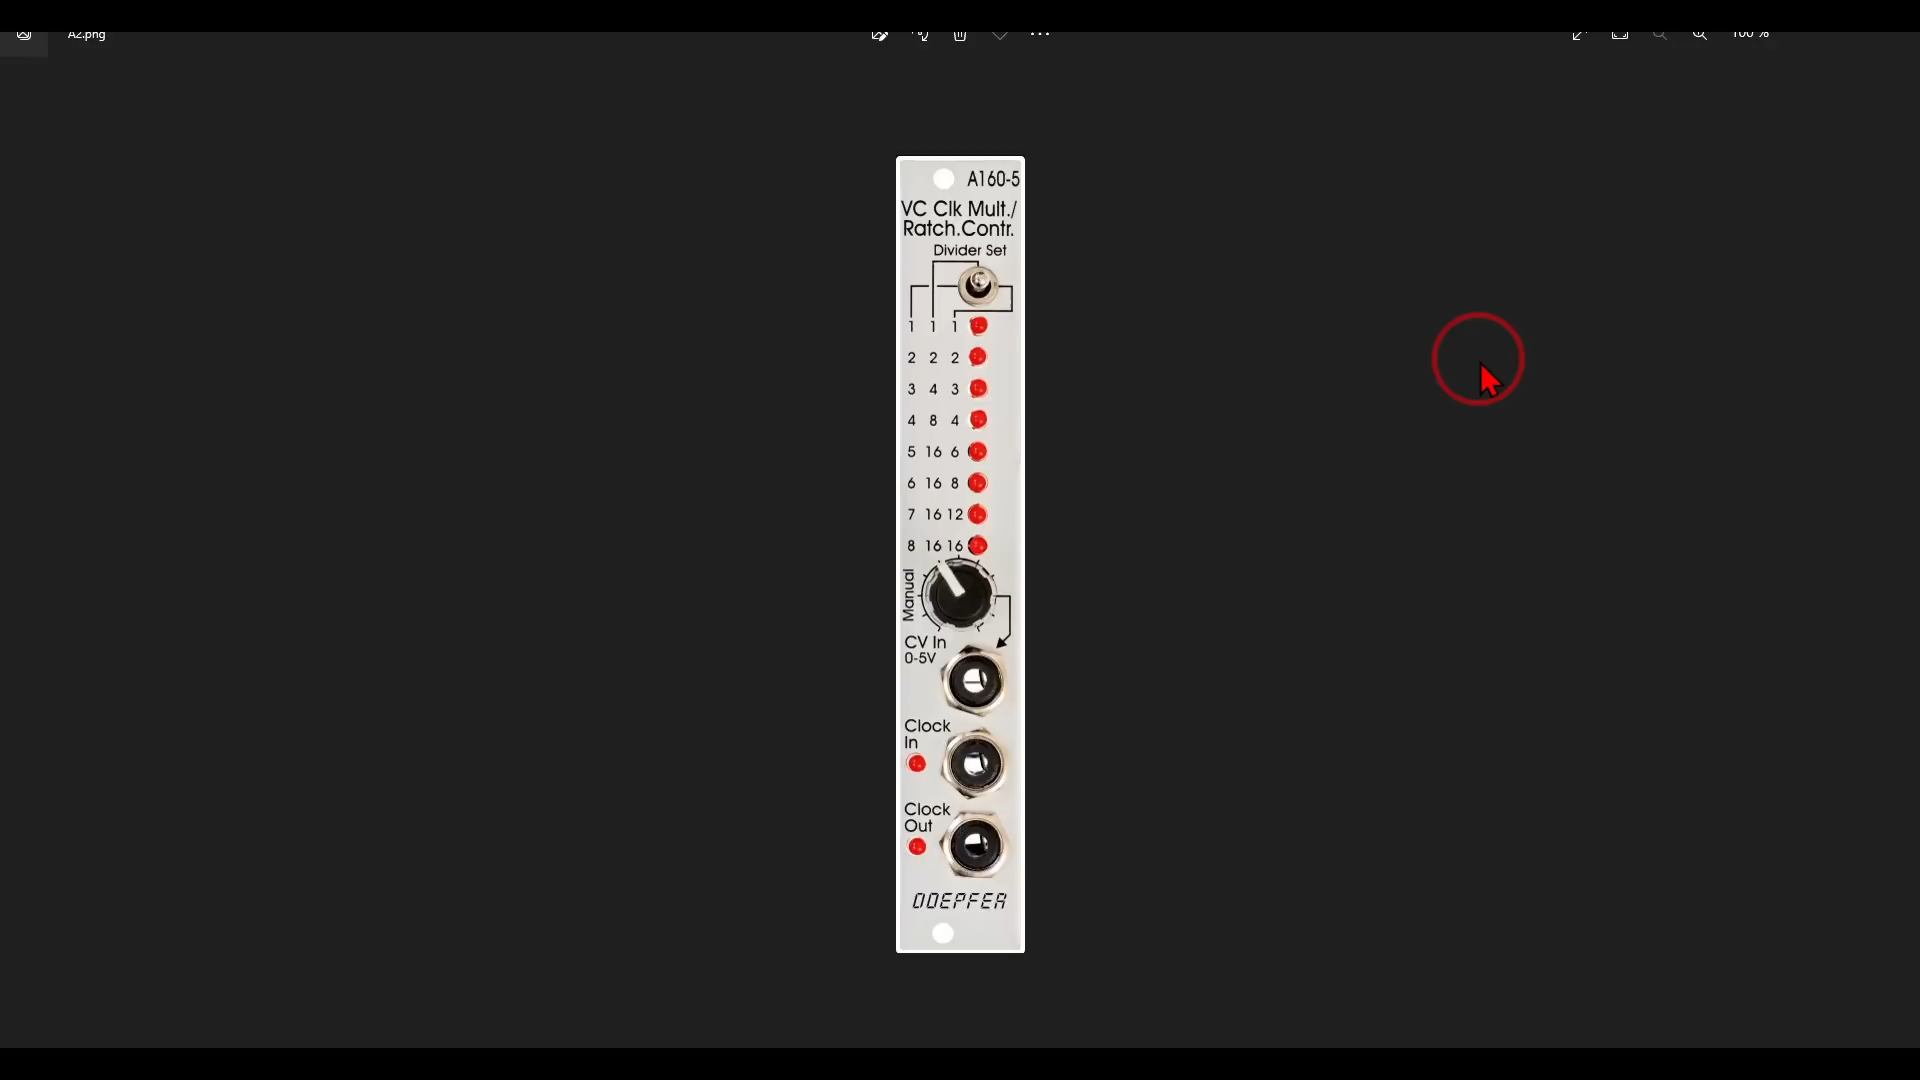 A2.png
100 %
A160-5
VC Clk Mult./
Ratch.Contr.
Divider Set
1 1 1
2 2 2
3 4 3
4 8 4
5 16 6
6 16 8
7 16 12
8 16 16
Manual
CV In
0-5V
Clock
In
Clock
Out
DOEPFER